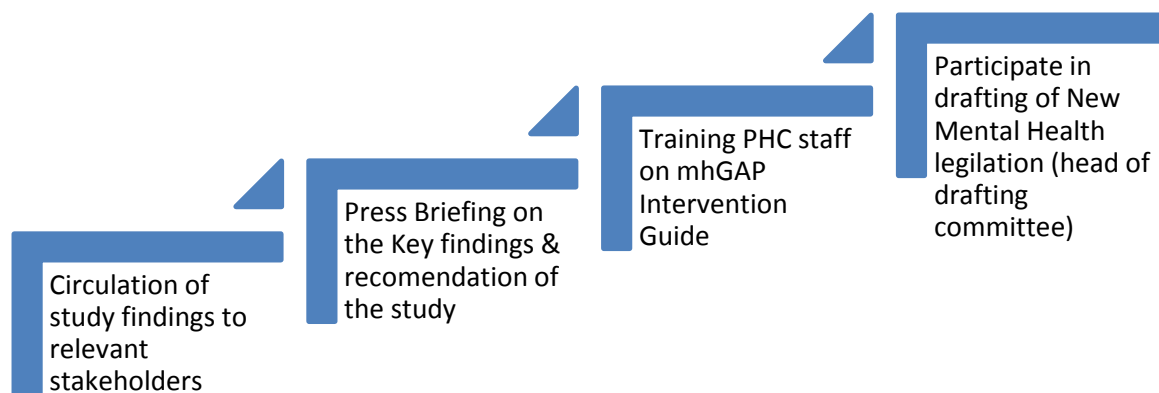 Circulation of
study findings to
relevant
stakeholders
Press Briefing on
the Key findings &
recomendation of
the study
Training PHC staff
on mhGAP
Intervention
Guide
Participate in
drafting of New
Mental Health
legilation (head of
drafting
committee)